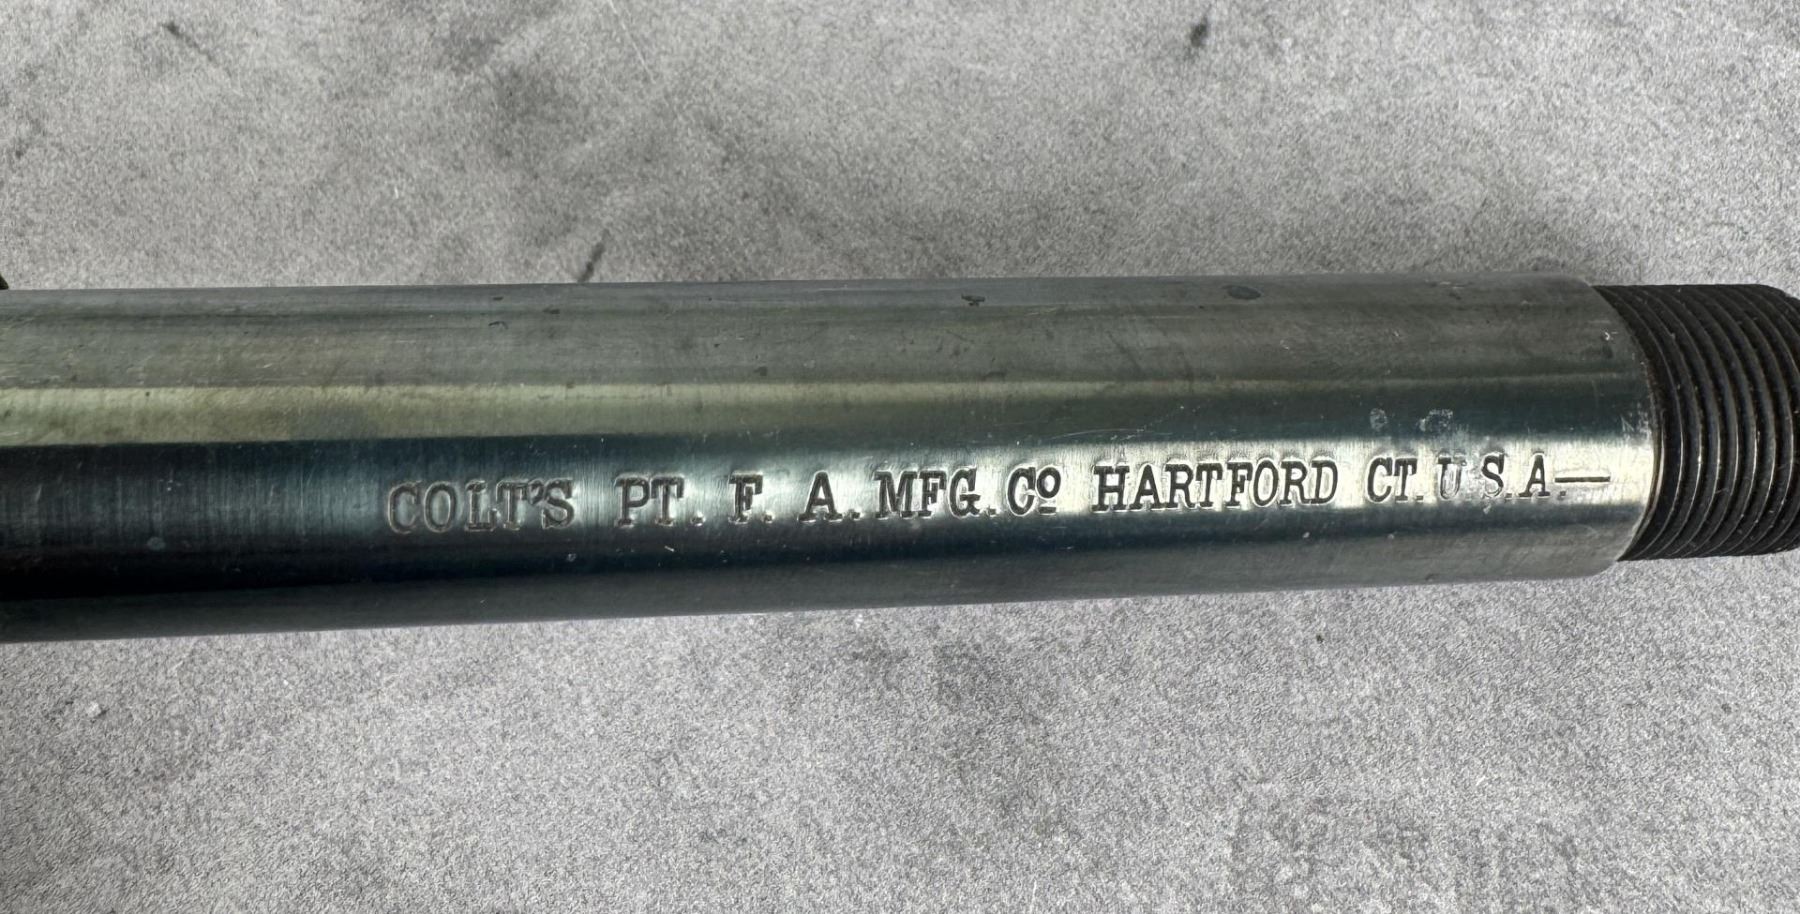 COLT'S PT. F. A. MFG. Co HARTFORD CT. U.S.A.—